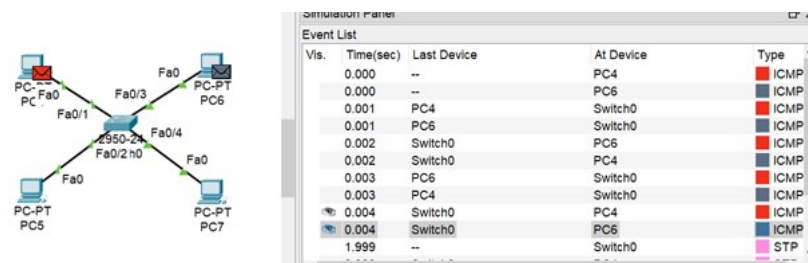 Simulation Panel
Event List
Vis. Time(sec) Last Device At Device Type
0.000 -- PC4 ICMP
0.000 -- PC6 ICMP
0.001 PC4 Switch0 ICMP
0.001 PC6 Switch0 ICMP
0.002 Switch0 PC6 ICMP
0.002 Switch0 PC4 ICMP
0.003 PC6 Switch0 ICMP
0.003 PC4 Switch0 ICMP
0.004 Switch0 PC4 ICMP
0.004 Switch0 PC6 ICMP
1.999 -- Switch0 STP
Fa0
PC-PT
PC6
Fa0
Fa0/3
Fa0/1
2950-24
Fa0/4
Fa0/2
Fa0
Fa0
PC-PT
PC5
PC-PT
PC7